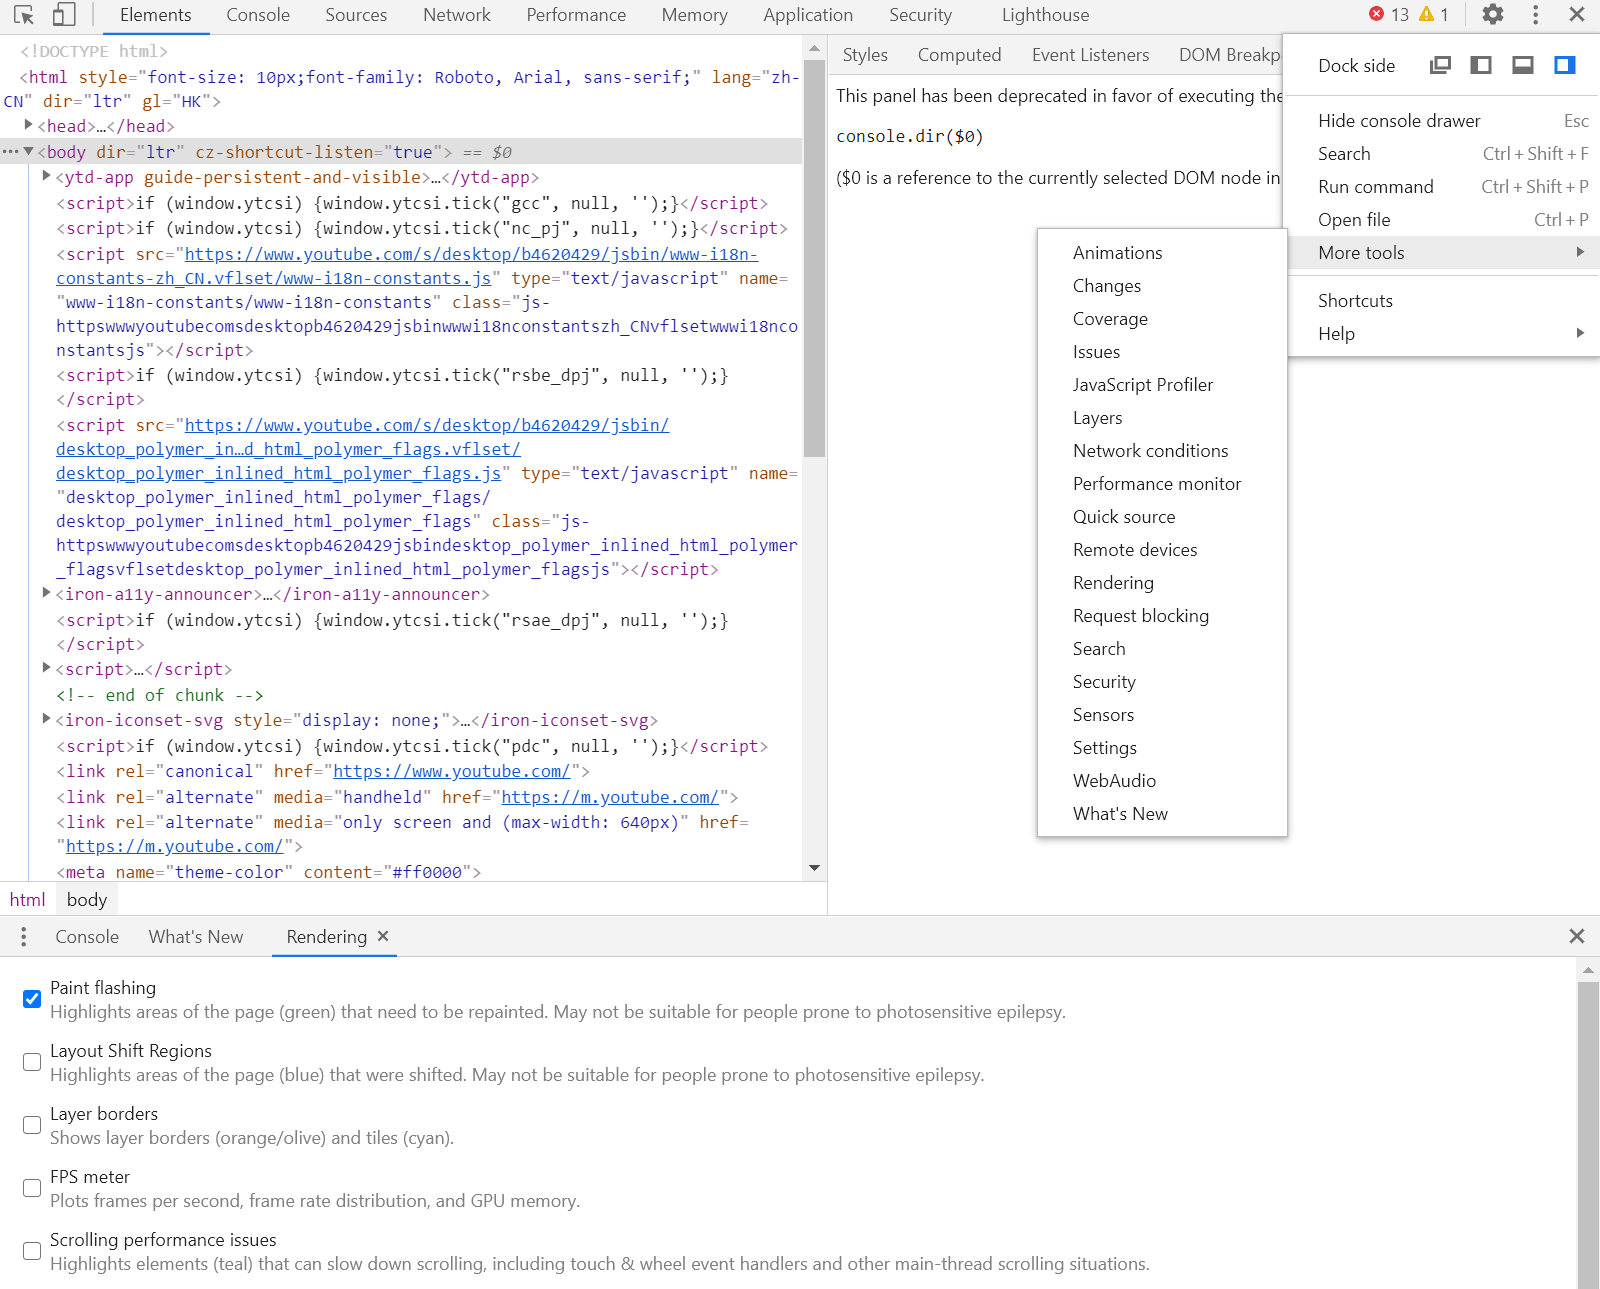 Elements Console Sources Network Performance Memory Application Security Lighthouse 13 1
<!DOCTYPE html>
<html style="font-size: 10px;font-family: Roboto, Arial, sans-serif;" lang="zh-
CN" dir="ltr" gl="HK">
<head>…</head>
<body dir="ltr" cz-shortcut-listen="true"> == $0
<ytd-app guide-persistent-and-visible>…</ytd-app>
<script>if (window.ytcsi) {window.ytcsi.tick("gcc", null, '');}</script>
<script>if (window.ytcsi) {window.ytcsi.tick("nc_pj", null, '');}</script>
<script src="https://www.youtube.com/s/desktop/b4620429/jsbin/www-i18n-
constants-zh_CN.vflset/www-i18n-constants.js" type="text/javascript" name=
"www-i18n-constants/www-i18n-constants" class="js-
httpswwwyoutubecomsdesktopb4620429jsbinwwwi18nconstantszh_CNvflsetwwwi18nco
nstantsjs"></script>
<script>if (window.ytcsi) {window.ytcsi.tick("rsbe_dpj", null, '');}
</script>
<script src="https://www.youtube.com/s/desktop/b4620429/jsbin/
desktop_polymer_in…d_html_polymer_flags.vflset/
desktop_polymer_inlined_html_polymer_flags.js" type="text/javascript" name=
"desktop_polymer_inlined_html_polymer_flags/
desktop_polymer_inlined_html_polymer_flags" class="js-
httpswwwyoutubecomsdesktopb4620429jsbindesktop_polymer_inlined_html_polymer
_flagsvflsetdesktop_polymer_inlined_html_polymer_flagsjs"></script>
<iron-a11y-announcer>…</iron-a11y-announcer>
<script>if (window.ytcsi) {window.ytcsi.tick("rsae_dpj", null, '');}
</script>
<script>…</script>
<!-- end of chunk -->
<iron-iconset-svg style="display: none;">…</iron-iconset-svg>
<script>if (window.ytcsi) {window.ytcsi.tick("pdc", null, '');}</script>
<link rel="canonical" href="https://www.youtube.com/">
<link rel="alternate" media="handheld" href="https://m.youtube.com/">
<link rel="alternate" media="only screen and (max-width: 640px)" href=
"https://m.youtube.com/">
<meta name="theme-color" content="#ff0000">
html body
Styles Computed Event Listeners DOM Breakp
This panel has been deprecated in favor of executing the
console.dir($0)
($0 is a reference to the currently selected DOM node in
Dock side
Hide console drawer Esc
Search Ctrl + Shift + F
Run command Ctrl + Shift + P
Open file Ctrl + P
More tools
Shortcuts
Help
Animations
Changes
Coverage
Issues
JavaScript Profiler
Layers
Network conditions
Performance monitor
Quick source
Remote devices
Rendering
Request blocking
Search
Security
Sensors
Settings
WebAudio
What's New
Console What's New Rendering
Paint flashing
Highlights areas of the page (green) that need to be repainted. May not be suitable for people prone to photosensitive epilepsy.
Layout Shift Regions
Highlights areas of the page (blue) that were shifted. May not be suitable for people prone to photosensitive epilepsy.
Layer borders
Shows layer borders (orange/olive) and tiles (cyan).
FPS meter
Plots frames per second, frame rate distribution, and GPU memory.
Scrolling performance issues
Highlights elements (teal) that can slow down scrolling, including touch & wheel event handlers and other main-thread scrolling situations.